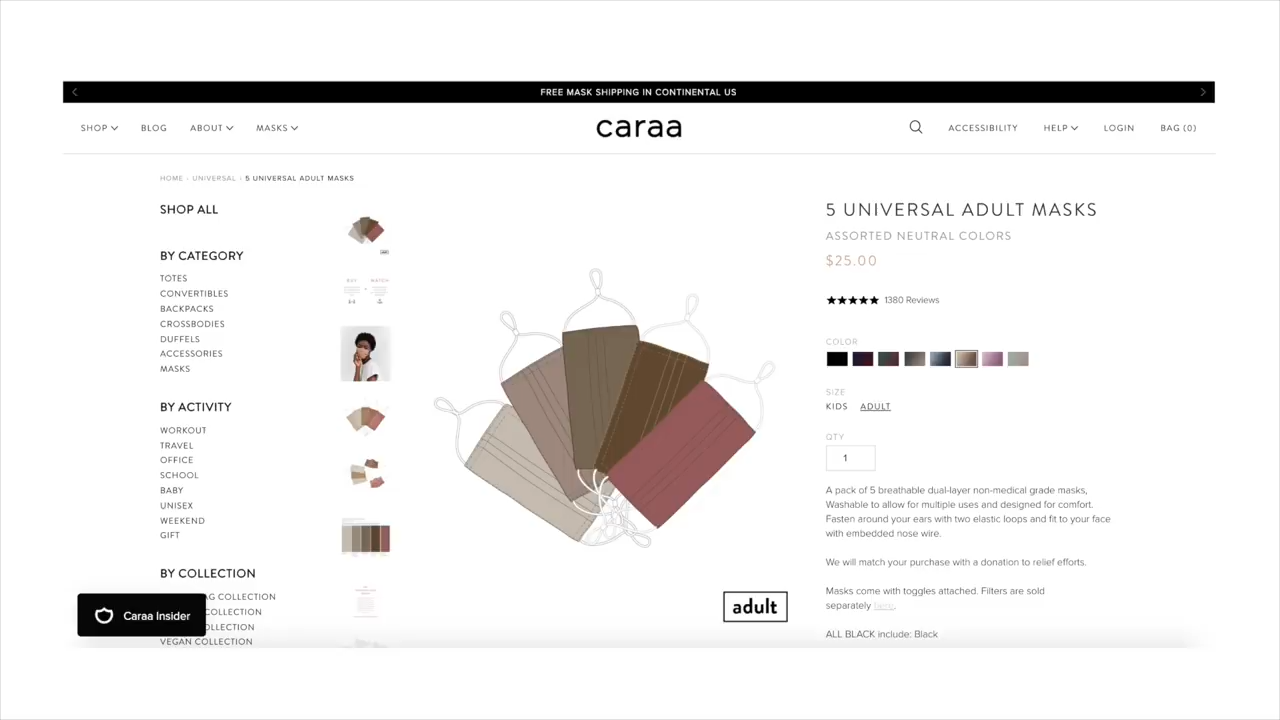 FREE MASK SHIPPING IN CONTINENTAL US
SHOP
BLOG
ABOUT
MASKS
caraa
ACCESSIBILITY
HELP
LOGIN
BAG (0)
HOME › UNIVERSAL › 5 UNIVERSAL ADULT MASKS
SHOP ALL
BY CATEGORY
TOTES
CONVERTIBLES
BACKPACKS
CROSSBODIES
DUFFELS
ACCESSORIES
MASKS
BY ACTIVITY
WORKOUT
TRAVEL
OFFICE
SCHOOL
BABY
UNISEX
WEEKEND
GIFT
BY COLLECTION
AG COLLECTION
COLLECTION
OLLECTION
VEGAN COLLECTION
Caraa Insider
BUY
MATCH
adult
5 UNIVERSAL ADULT MASKS
ASSORTED NEUTRAL COLORS
$25.00
1380 Reviews
COLOR
SIZE
KIDS ADULT
QTY
1
A pack of 5 breathable dual-layer non-medical grade masks,
Washable to allow for multiple uses and designed for comfort.
Fasten around your ears with two elastic loops and fit to your face
with embedded nose wire.
We will match your purchase with a donation to relief efforts.
Masks come with toggles attached. Filters are sold
separately here.
ALL BLACK include: Black